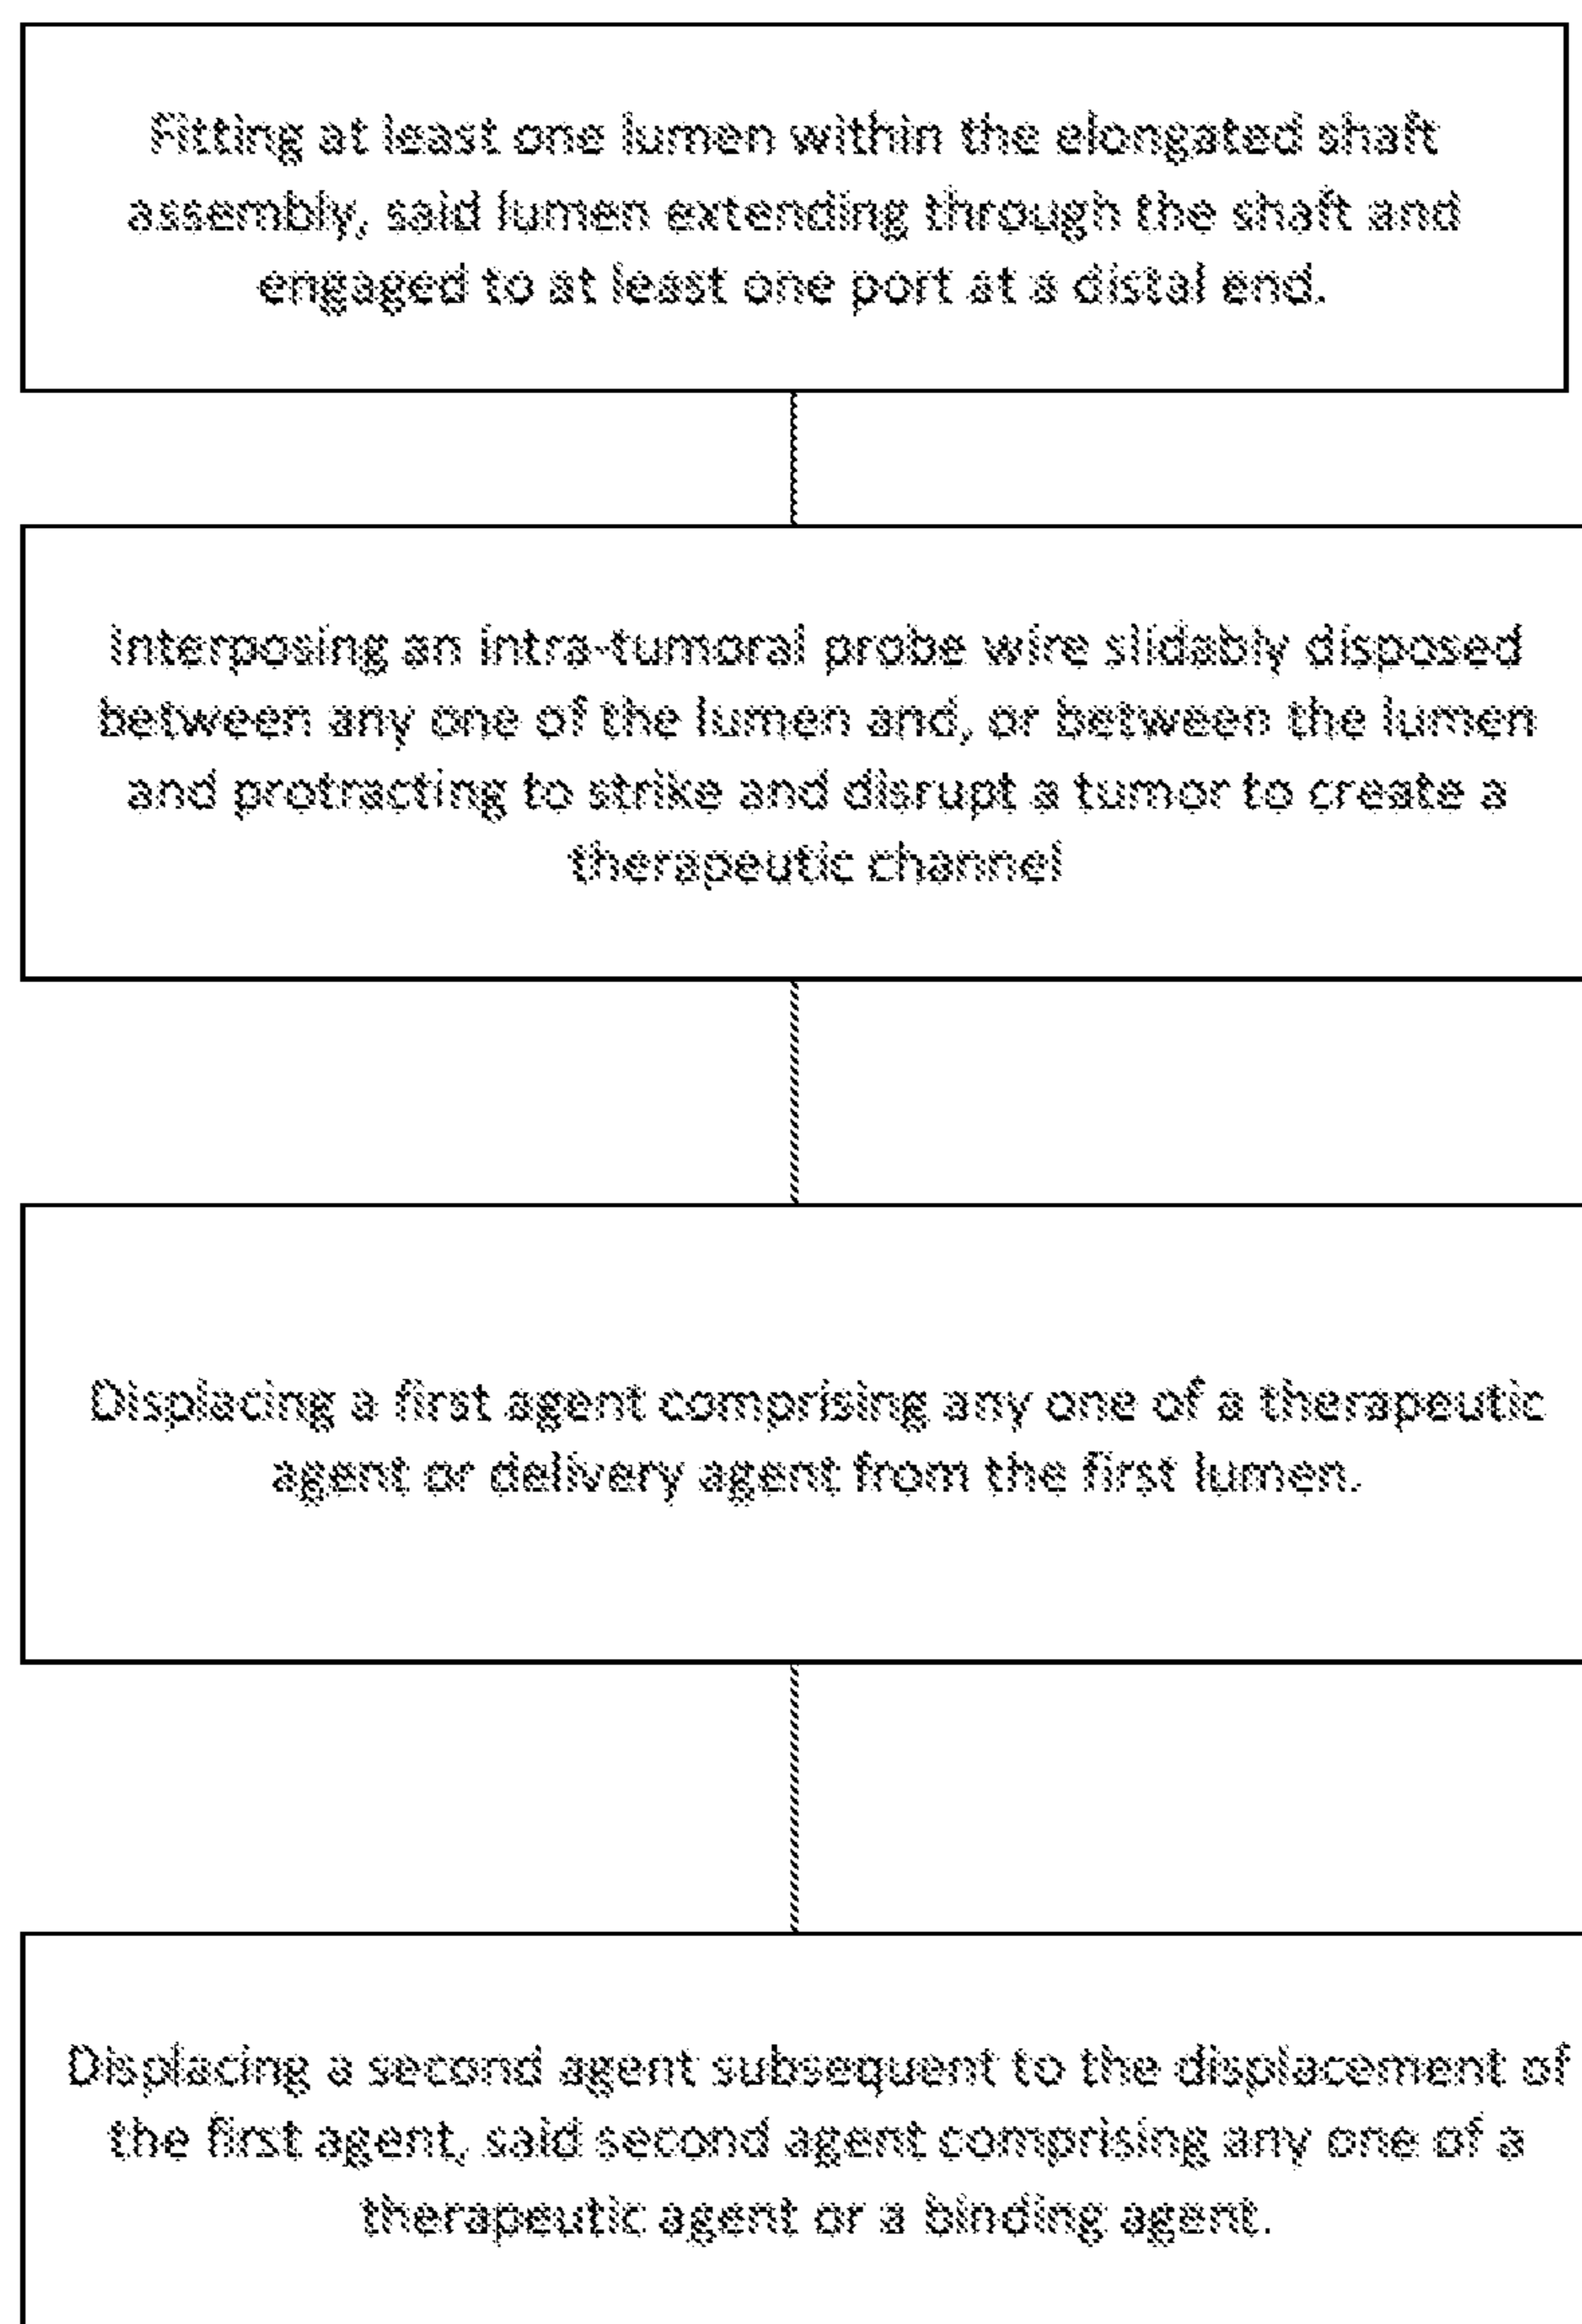 Fitting at least one lumen within the elongated shaft
assembly, said lumen extending through the shaft and
engaged to at least one port at a distal end.
Interposing an intra-tumoral probe wire slidably disposed
between any one of the lumen and, or between the lumen
and protracting to strike and disrupt a tumor to create a
therapeutic channel
Displacing a first agent comprising any one of a therapeutic
agent or delivery agent from the first lumen.
Displacing a second agent subsequent to the displacement of
the first agent, said second agent comprising any one of a
therapeutic agent or a binding agent.